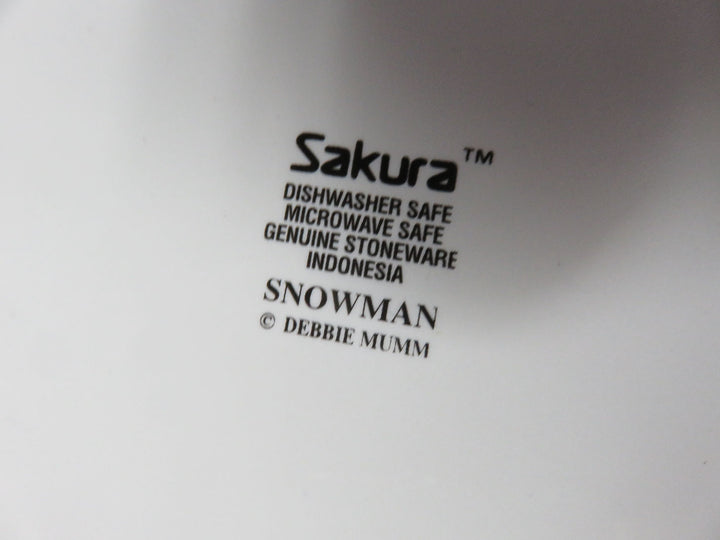 Sakura™
DISHWASHER SAFE
MICROWAVE SAFE
GENUINE STONEWARE
INDONESIA
SNOWMAN
© DEBBIE MUMM